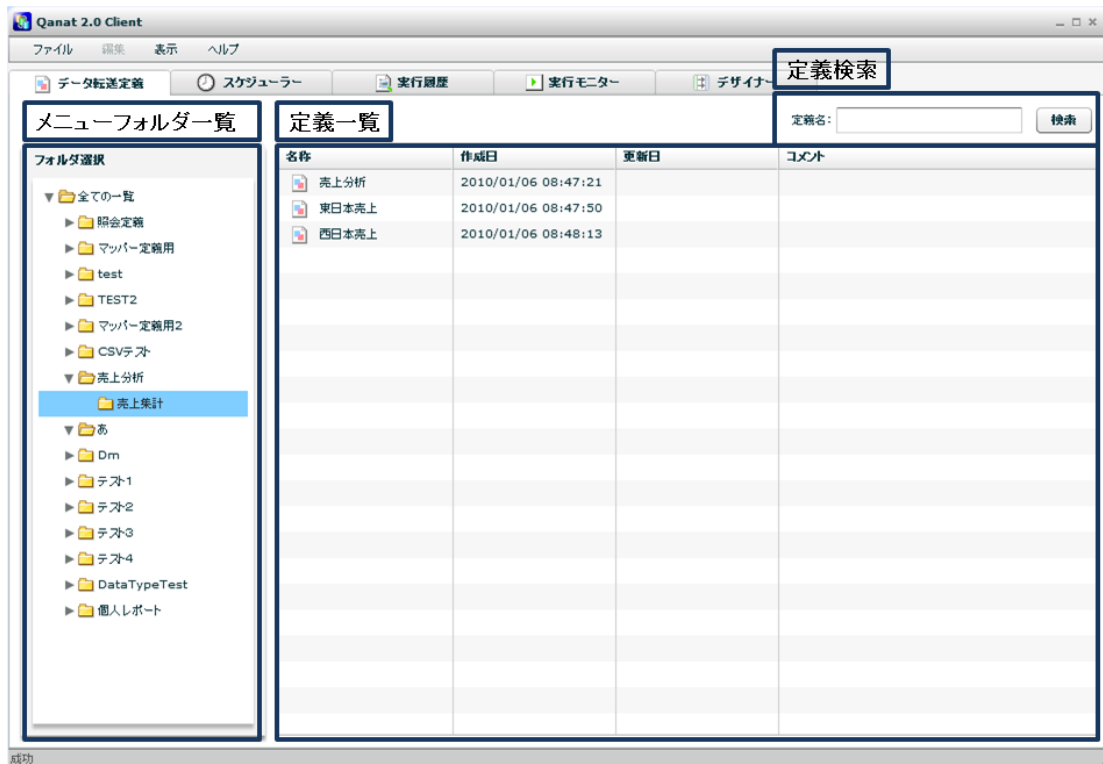 Qanat 2.0 Client
ファイル 編集 表示 ヘルプ
データ転送定義 スケジューラー 実行履歴 実行モニター デザイナー
定義検索
メニューフォルダ一覧
定義一覧
定義名: 検索
フォルダ選択
名称 作成日 更新日 コメント
全ての一覧
照会定義
マッパー定義用
test
TEST2
マッパー定義用2
CSVテスト
売上分析
売上集計
あ
Dm
テスト1
テスト2
テスト3
テスト4
DataTypeTest
個人レポート
売上分析 2010/01/06 08:47:21
東日本売上 2010/01/06 08:47:50
西日本売上 2010/01/06 08:48:13
成功